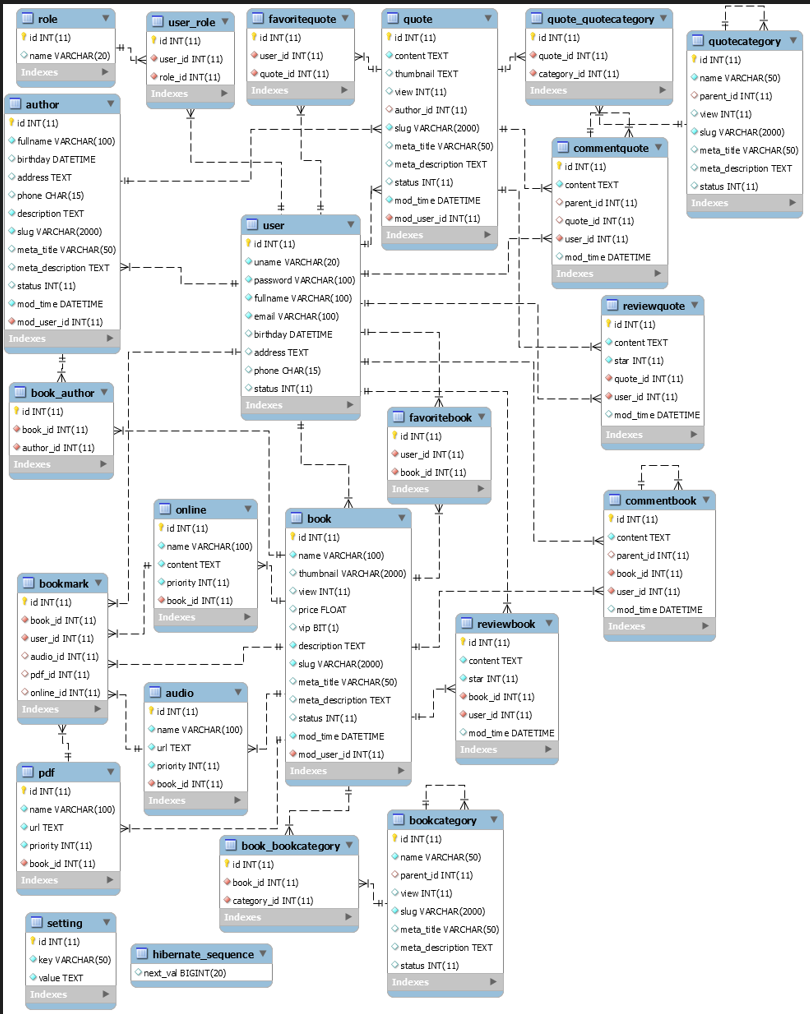 role
id INT(11)
name VARCHAR(20)
Indexes
user_role
id INT(11)
user_id INT(11)
role_id INT(11)
Indexes
favoritequote
id INT(11)
user_id INT(11)
quote_id INT(11)
Indexes
quote
id INT(11)
content TEXT
thumbnail TEXT
view INT(11)
author_id INT(11)
slug VARCHAR(2000)
meta_title VARCHAR(50)
meta_description TEXT
status INT(11)
mod_time DATETIME
mod_user_id INT(11)
Indexes
quote_quotecategory
id INT(11)
quote_id INT(11)
category_id INT(11)
Indexes
quotecategory
id INT(11)
name VARCHAR(50)
parent_id INT(11)
view INT(11)
slug VARCHAR(2000)
meta_title VARCHAR(50)
meta_description TEXT
status INT(11)
Indexes
author
id INT(11)
fullname VARCHAR(100)
birthday DATETIME
address TEXT
phone CHAR(15)
description TEXT
slug VARCHAR(2000)
meta_title VARCHAR(50)
meta_description TEXT
status INT(11)
mod_time DATETIME
mod_user_id INT(11)
Indexes
commentquote
id INT(11)
content TEXT
parent_id INT(11)
quote_id INT(11)
user_id INT(11)
mod_time DATETIME
Indexes
user
id INT(11)
uname VARCHAR(20)
password VARCHAR(100)
fullname VARCHAR(100)
email VARCHAR(100)
birthday DATETIME
address TEXT
phone CHAR(15)
status INT(11)
Indexes
reviewquote
id INT(11)
content TEXT
star INT(11)
quote_id INT(11)
user_id INT(11)
mod_time DATETIME
Indexes
book_author
id INT(11)
book_id INT(11)
author_id INT(11)
Indexes
favoritebook
id INT(11)
user_id INT(11)
book_id INT(11)
Indexes
online
id INT(11)
name VARCHAR(100)
content TEXT
priority INT(11)
book_id INT(11)
Indexes
book
id INT(11)
name VARCHAR(100)
thumbnail VARCHAR(2000)
view INT(11)
price FLOAT
vip BIT(1)
description TEXT
slug VARCHAR(2000)
meta_title VARCHAR(50)
meta_description TEXT
status INT(11)
mod_time DATETIME
mod_user_id INT(11)
Indexes
commentbook
id INT(11)
content TEXT
parent_id INT(11)
book_id INT(11)
user_id INT(11)
mod_time DATETIME
Indexes
bookmark
id INT(11)
book_id INT(11)
user_id INT(11)
audio_id INT(11)
pdf_id INT(11)
online_id INT(11)
Indexes
reviewbook
id INT(11)
content TEXT
star INT(11)
book_id INT(11)
user_id INT(11)
mod_time DATETIME
Indexes
audio
id INT(11)
name VARCHAR(100)
url TEXT
priority INT(11)
book_id INT(11)
Indexes
pdf
id INT(11)
name VARCHAR(100)
url TEXT
priority INT(11)
book_id INT(11)
Indexes
book_bookcategory
id INT(11)
book_id INT(11)
category_id INT(11)
Indexes
bookcategory
id INT(11)
name VARCHAR(50)
parent_id INT(11)
view INT(11)
slug VARCHAR(2000)
meta_title VARCHAR(50)
meta_description TEXT
status INT(11)
Indexes
setting
id INT(11)
key VARCHAR(50)
value TEXT
Indexes
hibernate_sequence
next_val BIGINT(20)
Indexes